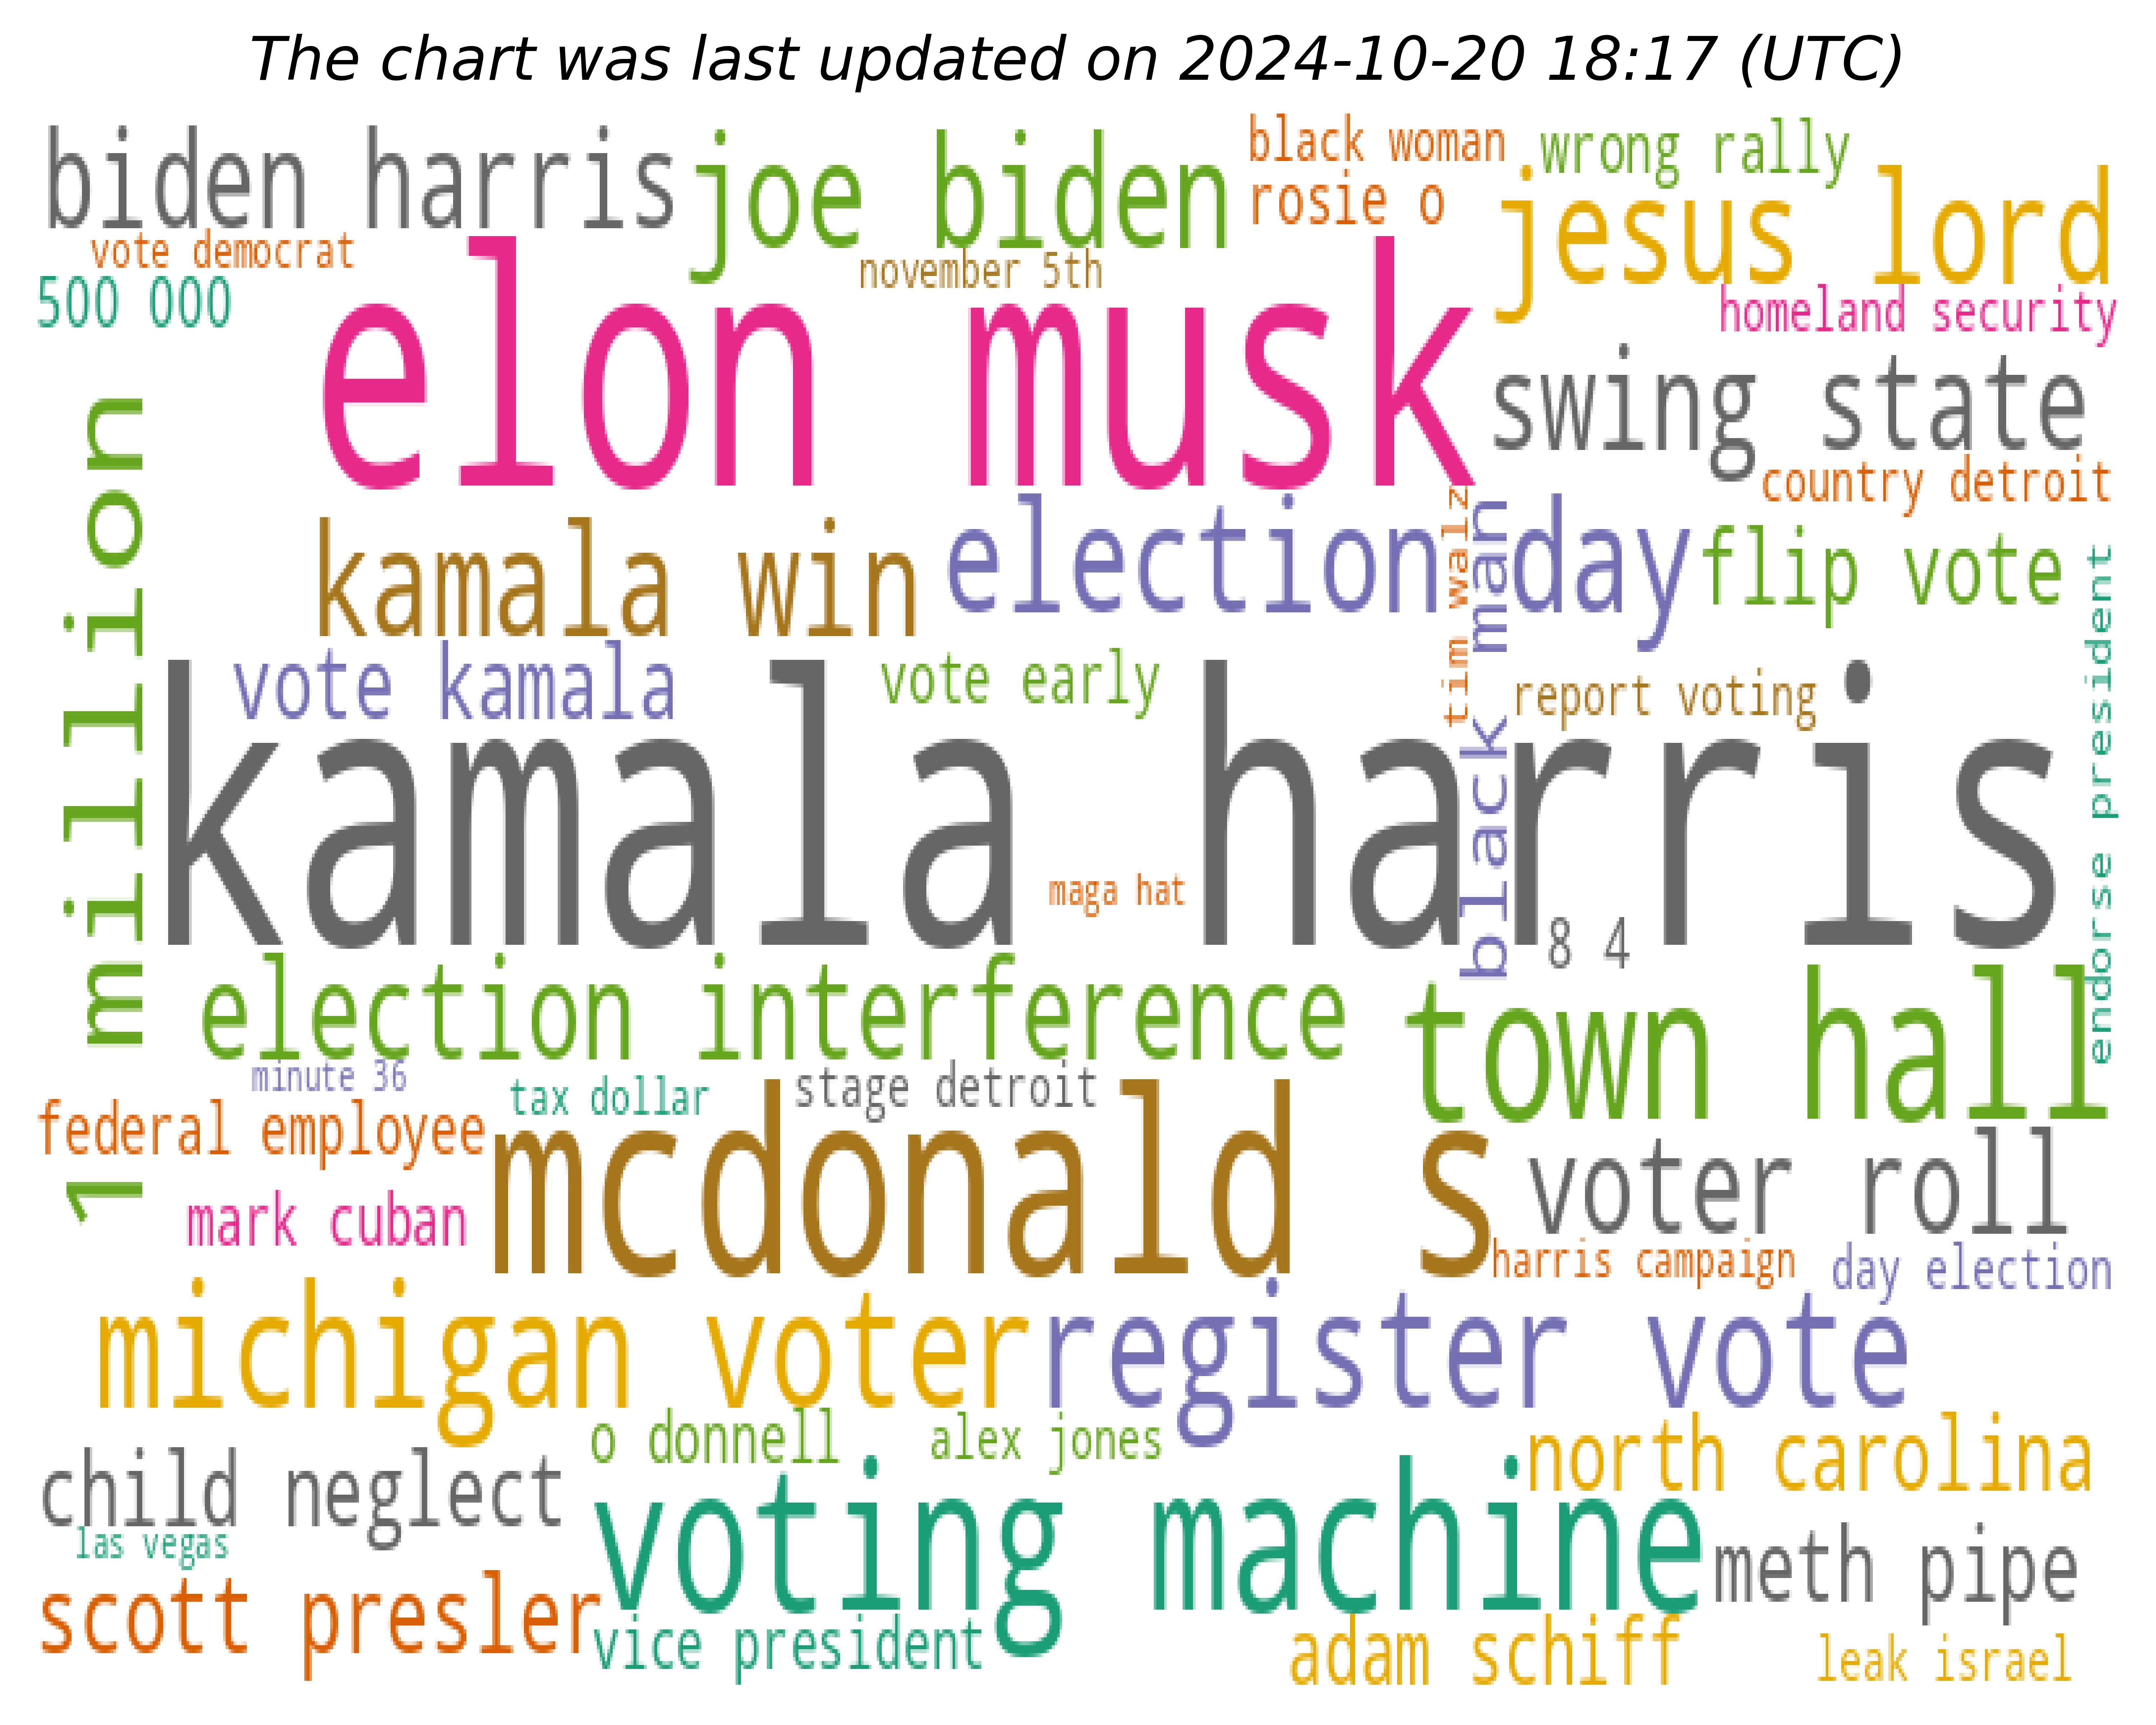 The chart was last updated on 2024-10-20 18:17 (UTC)
biden harris
joe biden
black woman
wrong rally
rosie o
jesus lord
vote democrat
november 5th
500 000
elon musk
homeland security
swing state
country detroit
1 million
kamala win
election day
tim walz
black man
flip vote
endorse president
vote kamala
vote early
report voting
kamala harris
maga hat
8 4
election interference
town hall
minute 36
tax dollar
stage detroit
federal employee
mcdonald s
voter roll
mark cuban
harris campaign
day election
michigan voter
register vote
o donnell
alex jones
north carolina
child neglect
voting machine
las vegas
meth pipe
scott presler
vice president
adam schiff
leak israel